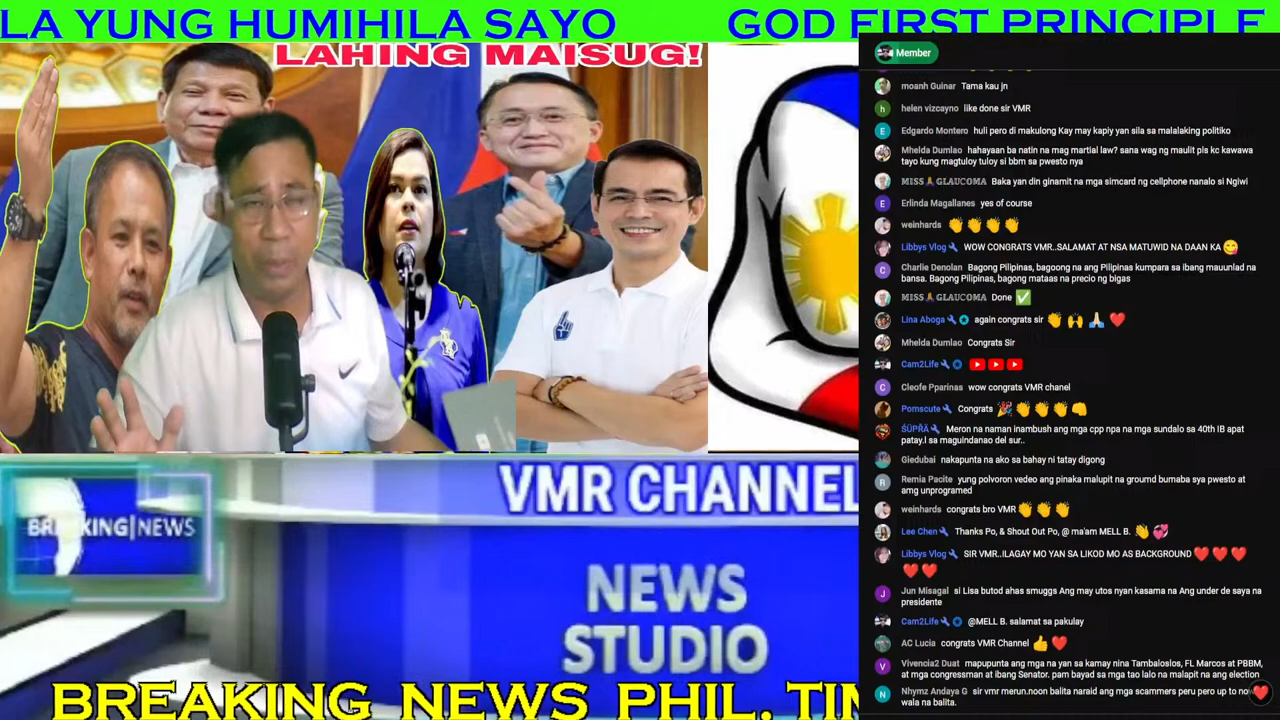 LA YUNG HUMIHILA SAYO GOD FIRST PRINCIPLE
LAHING MAISUG!
Member
moanh Guinar Tama kau jn
h helen vizcayno like done sir VMR
E Edgardo Montero huli pero di makulong Kay may kapiy yan sila sa malalaking politiko
Mhelda Dumlao hahayaan ba natin na mag martial law? sana wag ng maulit pls kc kawawa
tayo kung magtuloy tuloy si bbm sa pwesto nya
MISS🧎GLAUCOMA Baka yan din ginamit na mga simcard ng cellphone nanalo si Ngiwi
E Erlinda Magallanes yes of course
weinhards 👏👏👏👏
Libbys Vlog WOW CONGRATS VMR..SALAMAT AT NSA MATUWID NA DAAN KA 😋
C Charlie Denolan Bagong Pilipinas, bagoong na ang Pilipinas kumpara sa ibang mauunlad na
bansa. Bagong Pilipinas, bagong mataas na precio ng bigas
MISS🧎GLAUCOMA Done ✅
Lina Aboga again congrats sir 👏🙌🙏❤️
Mhelda Dumlao Congrats Sir
Cam2Life
C Cleofe Pparinas wow congrats VMR chanel
Pomscute Congrats 🎉👏👏👏👊
ŚÜPŘÄ Meron na naman inambush ang mga cpp npa na mga sundalo sa 40th IB apat
patay.l sa maguindanao del sur..
Giedubai nakapunta na ako sa bahay ni tatay digong
R Remia Pacite yung polvoron vedeo ang pinaka malupit na groumd bumaba sya pwesto at
amg unprogramed
weinhards congrats bro VMR 👏👏👏
Lee Chen Thanks Po, & Shout Out Po, @ ma'am MELL B. 👋💞
Libbys Vlog SIR VMR..ILAGAY MO YAN SA LIKOD MO AS BACKGROUND ❤️❤️❤️
❤️❤️
J Jun Misagal si Lisa butod ahas smuggs Ang may utos nyan kasama na Ang under de saya na
presidente
Cam2Life @MELL B. salamat sa pakulay
AC Lucia congrats VMR Channel 👍❤️
V Vivencia2 Duat mapupunta ang mga na yan sa kamay nina Tambaloslos, FL Marcos at PBBM,
at mga congressman at ibang Senator. pam bayad sa mga tao lalo na malapit na ang election
N Nhymz Andaya G sir vmr merun.noon balita naraid ang mga scammers peru pero up to now
wala na balita.
VMR CHANNEL
BREAKING NEWS
NEWS
STUDIO
BREAKING NEWS PHIL. TIM